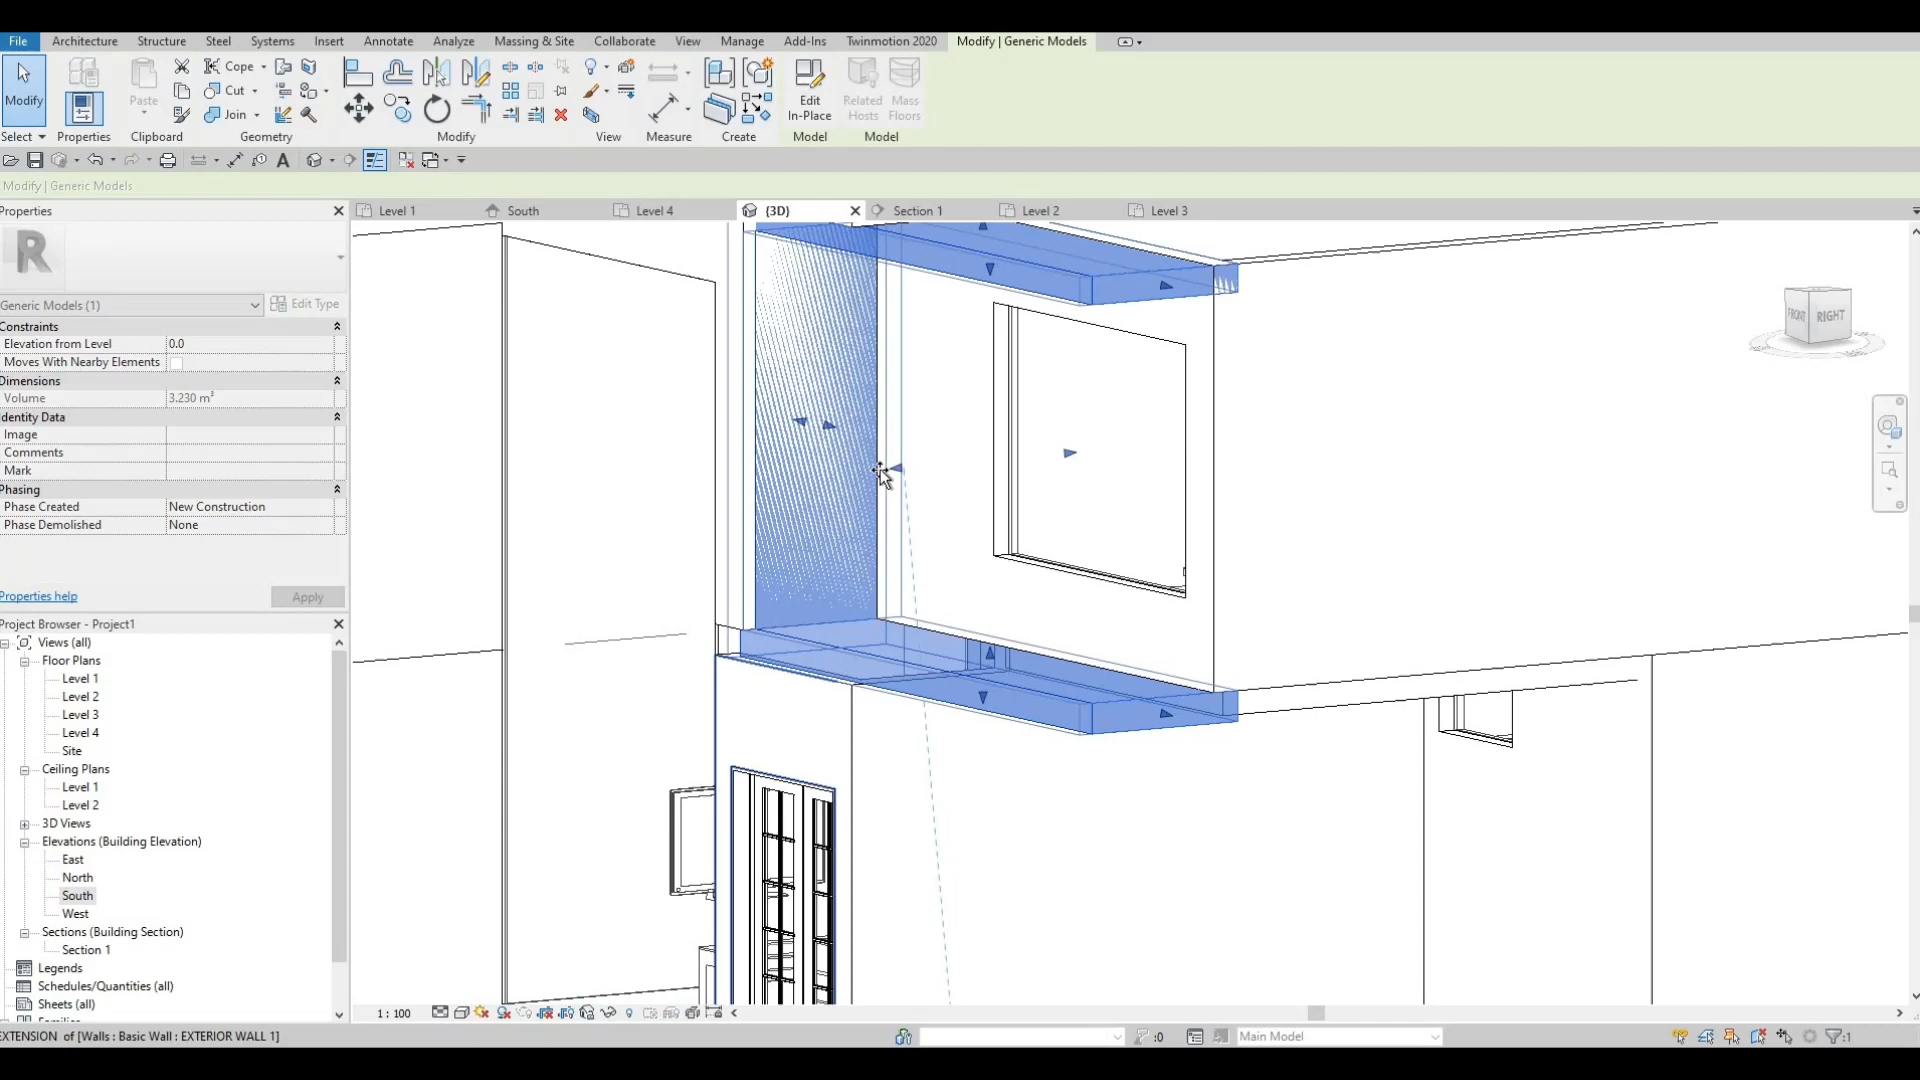 File Architecture Structure Steel Systems Insert Annotate Analyze Massing & Site Collaborate View Manage Add-Ins Twinmotion 2020 Modify | Generic Models
Modify
Paste
Cope
Cut
Join
Edit
In-Place
Related
Hosts
Mass
Floors
Select Properties Clipboard Geometry Modify View Measure Create Model Model
A
Modify | Generic Models
Properties
Level 1 South Level 4 {3D} Section 1 Level 2 Level 3
R
Generic Models (1) Edit Type
Constraints
Elevation from Level 0.0
Moves With Nearby Elements
Dimensions
Volume 3.230 m³
Identity Data
Image
Comments
Mark
Phasing
Phase Created New Construction
Phase Demolished None
Properties help Apply
FRONT RIGHT
Project Browser - Project1
Views (all)
Floor Plans
Level 1
Level 2
Level 3
Level 4
Site
Ceiling Plans
Level 1
Level 2
3D Views
Elevations (Building Elevation)
East
North
South
West
Sections (Building Section)
Section 1
Legends
Schedules/Quantities (all)
Sheets (all)
1 : 100
EXTENSION of [Walls : Basic Wall : EXTERIOR WALL 1] :0 Main Model :1